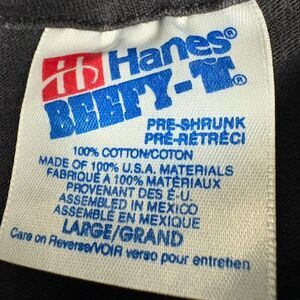 Hanes®
BEEFY-T®
PRE-SHRUNK
PRÉ-RÉTRÉCI
100% COTTON/COTON
MADE OF 100% U.S.A. MATERIALS
FABRIQUÉ A 100% MATÉRIAUX
PROVENANT DES É-U.
ASSEMBLED IN MEXICO
ASSEMBLÉ EN MEXIQUE
LARGE/GRAND
Care on Reverse/VOIR verso pour entretien